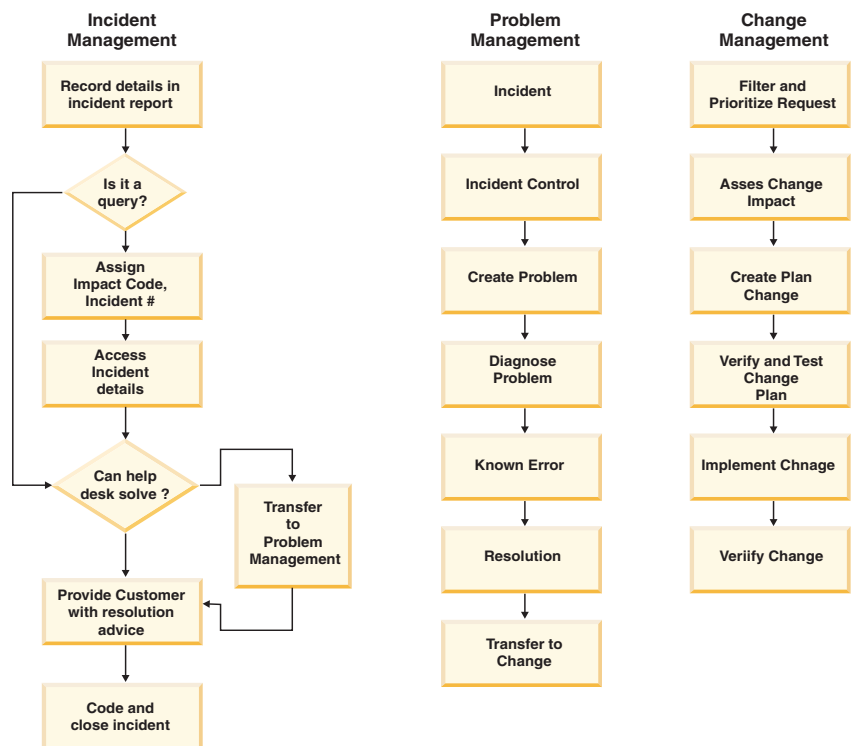 Incident
Management
Record details in
incident report
Is it a
query?
Assign
Impact Code,
Incident #
Access
Incident
details
Can help
desk solve ?
Transfer
to
Problem
Management
Provide Customer
with resolution
advice
Code and
close incident
Problem
Management
Incident
Incident Control
Create Problem
Diagnose
Problem
Known Error
Resolution
Transfer to
Change
Change
Management
Filter and
Prioritize Request
Asses Change
Impact
Create Plan
Change
Verify and Test
Change
Plan
Implement Chnage
Veriify Change